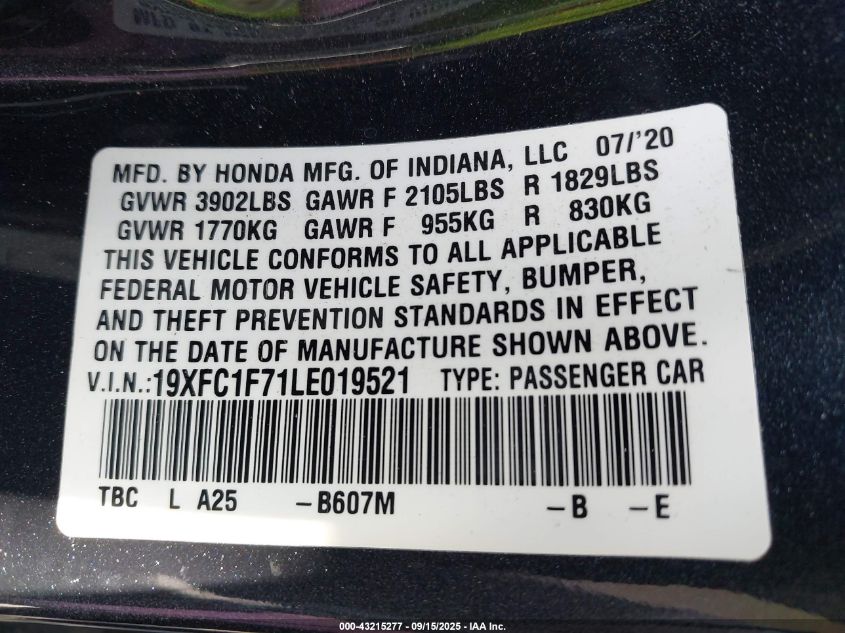 MFD. BY HONDA MFG. OF INDIANA, LLC 07/'20
GVWR 3902LBS GAWR F 2105LBS R 1829LBS
GVWR 1770KG GAWR F 955KG R 830KG
THIS VEHICLE CONFORMS TO ALL APPLICABLE
FEDERAL MOTOR VEHICLE SAFETY, BUMPER,
AND THEFT PREVENTION STANDARDS IN EFFECT
ON THE DATE OF MANUFACTURE SHOWN ABOVE.
V.I.N.:19XFC1F71LE019521 TYPE: PASSENGER CAR
TBC L A25 -B607M -B -E
000-43215277 - 09/15/2025 - IAA Inc.